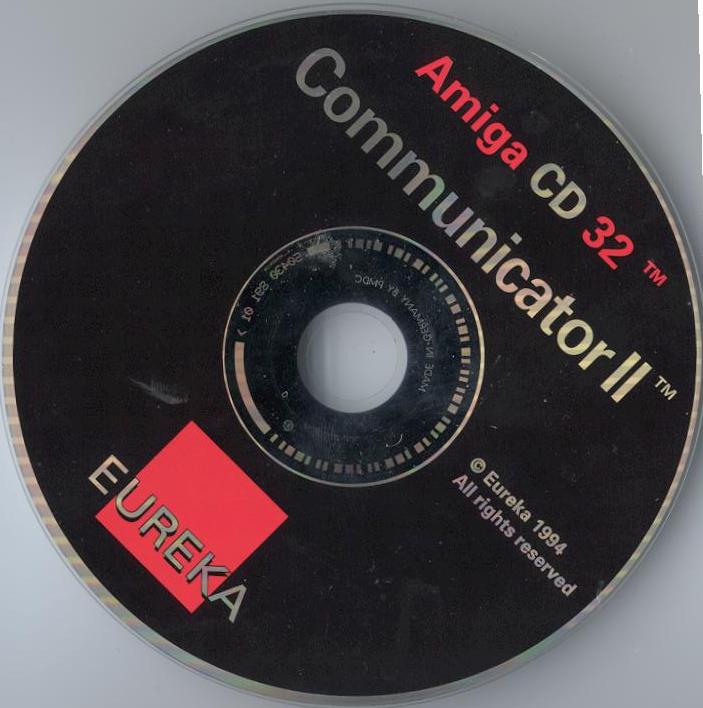 Amiga CD 32 ™
Communicator II ™
© Eureka 1994
All rights reserved
EUREKA
MADE IN GERMANY BY PMDC